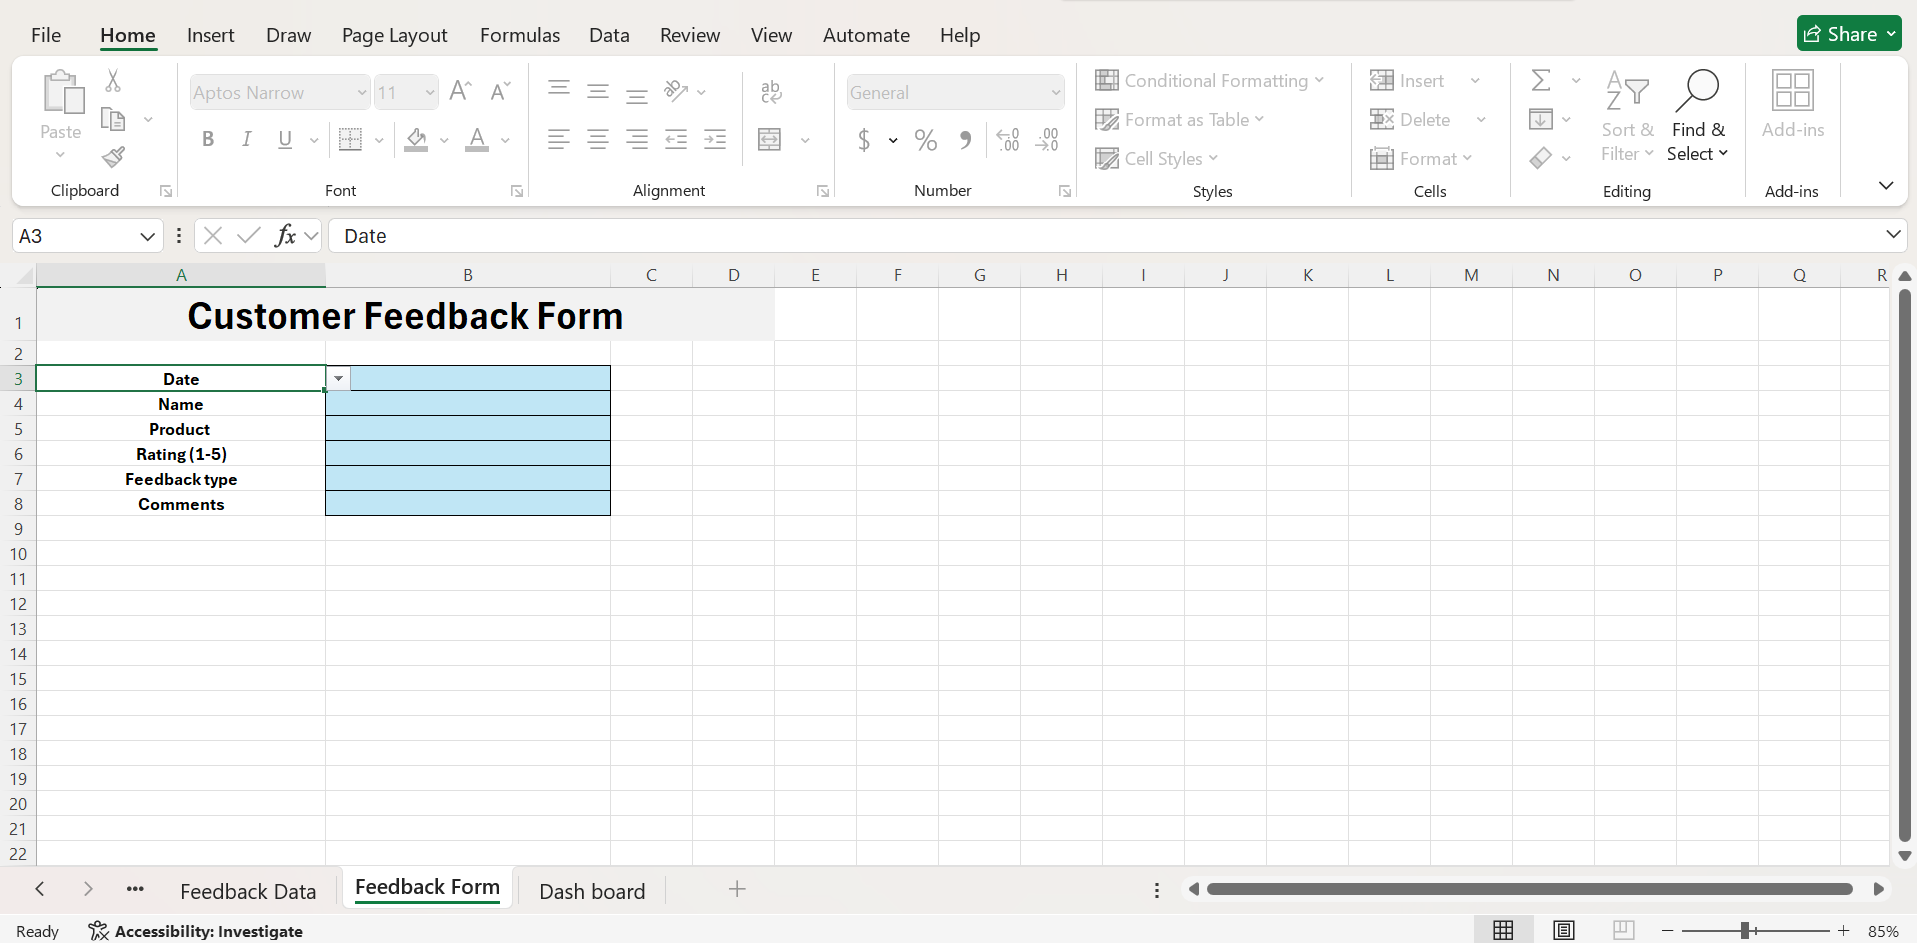 File Home Insert Draw Page Layout Formulas Data Review View Automate Help Share
Paste
Clipboard
Aptos Narrow 11 A A
B I U A
Font
ab
c
Alignment
General
$ % 9 .00 .00
Number
Conditional Formatting
Format as Table
Cell Styles
Styles
Insert
Delete
Format
Cells
Σ
Sort &
Filter
Find &
Select
Editing
Add-ins
Add-ins
A3 fx Date
A B C D E F G H I J K L M N O P Q R
1 Customer Feedback Form
2
3 Date
4 Name
5 Product
6 Rating (1-5)
7 Feedback type
8 Comments
9
10
11
12
13
14
15
16
17
18
19
20
21
22
Feedback Data Feedback Form Dash board
Ready Accessibility: Investigate 85%